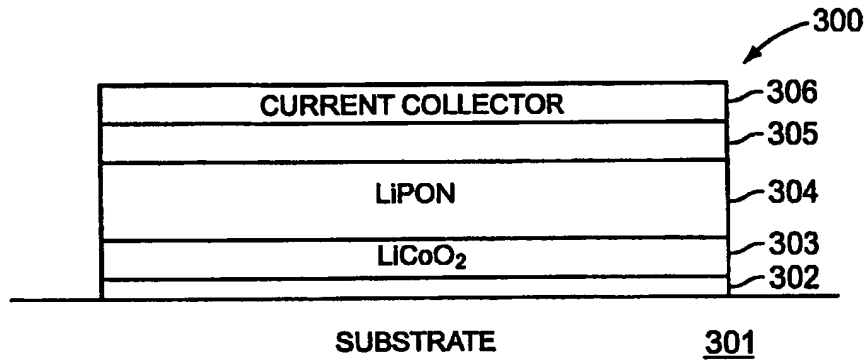 300
CURRENT COLLECTOR 306
305
LiPON 304
LiCoO₂ 303
302
SUBSTRATE 301